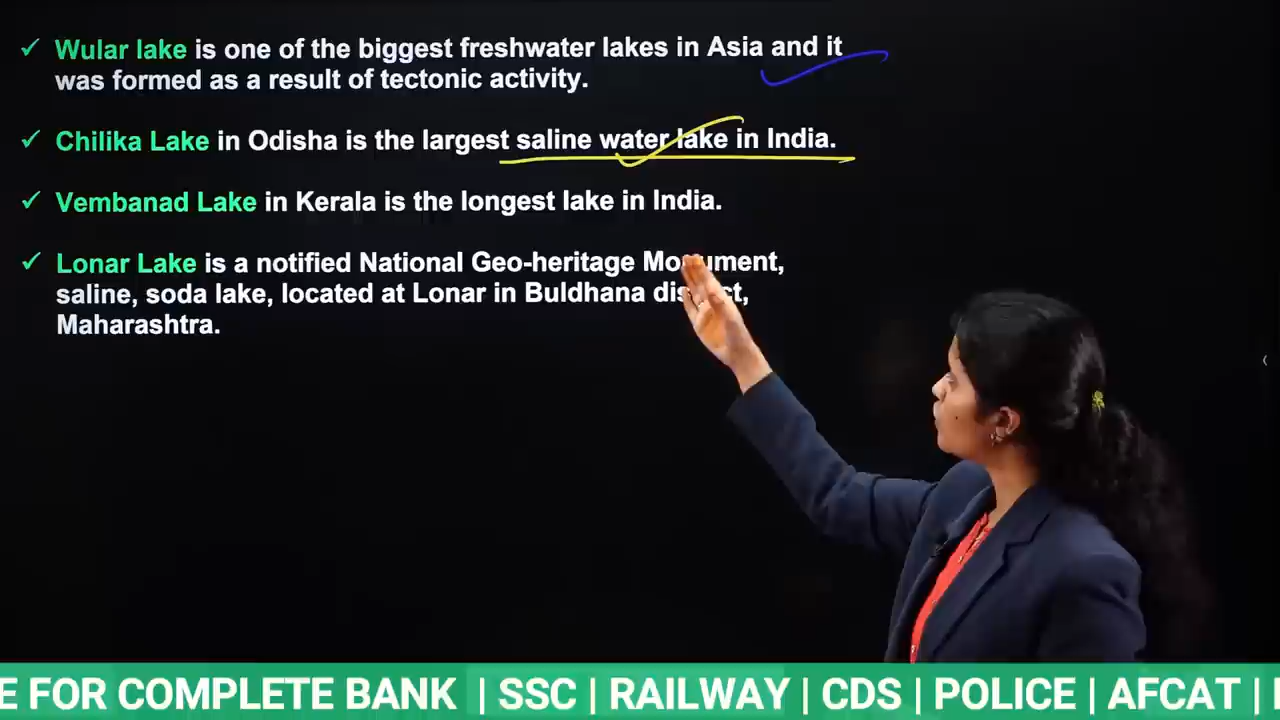 Wular lake is one of the biggest freshwater lakes in Asia and it
was formed as a result of tectonic activity.
Chilika Lake in Odisha is the largest saline water lake in India.
Vembanad Lake in Kerala is the longest lake in India.
Lonar Lake is a notified National Geo-heritage Monument,
saline, soda lake, located at Lonar in Buldhana district,
Maharashtra.
E FOR COMPLETE BANK | SSC | RAILWAY | CDS | POLICE | AFCAT |